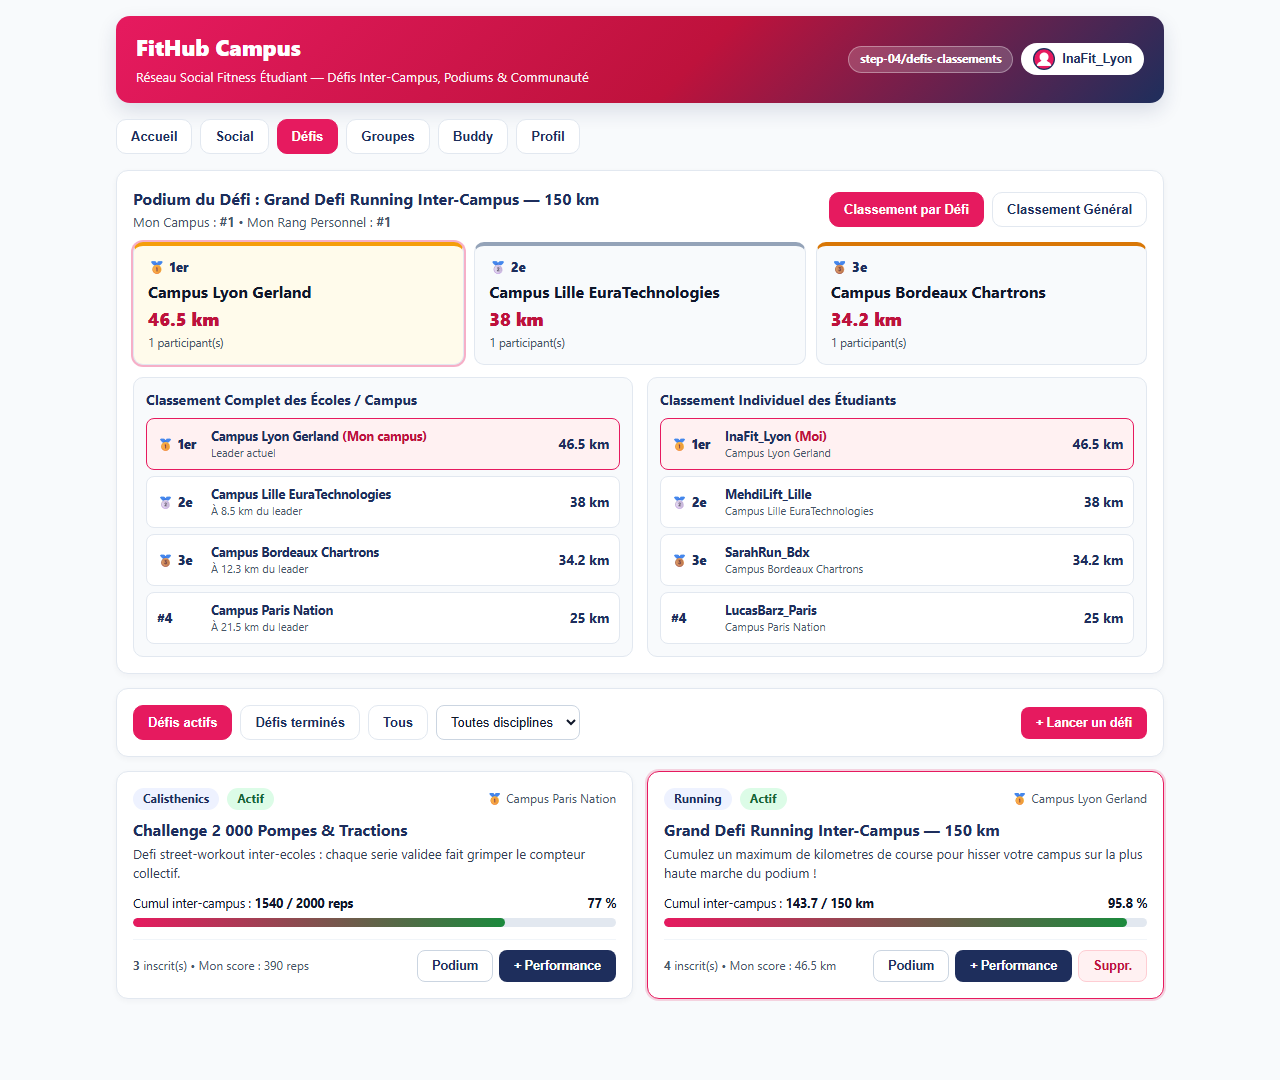 FitHub Campus
Réseau Social Fitness Étudiant — Défis Inter-Campus, Podiums & Communauté
step-04/defis-classements
InaFit_Lyon
Accueil
Social
Défis
Groupes
Buddy
Profil
Podium du Défi : Grand Defi Running Inter-Campus — 150 km
Mon Campus : #1 • Mon Rang Personnel : #1
Classement par Défi
Classement Général
1er
Campus Lyon Gerland
46.5 km
1 participant(s)
2e
Campus Lille EuraTechnologies
38 km
1 participant(s)
3e
Campus Bordeaux Chartrons
34.2 km
1 participant(s)
Classement Complet des Écoles / Campus
1er
Campus Lyon Gerland (Mon campus)
Leader actuel
46.5 km
2e
Campus Lille EuraTechnologies
À 8.5 km du leader
38 km
3e
Campus Bordeaux Chartrons
À 12.3 km du leader
34.2 km
#4
Campus Paris Nation
À 21.5 km du leader
25 km
Classement Individuel des Étudiants
1er
InaFit_Lyon (Moi)
Campus Lyon Gerland
46.5 km
2e
MehdiLift_Lille
Campus Lille EuraTechnologies
38 km
3e
SarahRun_Bdx
Campus Bordeaux Chartrons
34.2 km
#4
LucasBarz_Paris
Campus Paris Nation
25 km
Défis actifs
Défis terminés
Tous
Toutes disciplines
+ Lancer un défi
Calisthenics
Actif
Campus Paris Nation
Challenge 2 000 Pompes & Tractions
Defi street-workout inter-ecoles : chaque serie validee fait grimper le compteur
collectif.
Cumul inter-campus : 1540 / 2000 reps
77 %
3 inscrit(s) • Mon score : 390 reps
Podium
+ Performance
Running
Actif
Campus Lyon Gerland
Grand Defi Running Inter-Campus — 150 km
Cumulez un maximum de kilometres de course pour hisser votre campus sur la plus
haute marche du podium !
Cumul inter-campus : 143.7 / 150 km
95.8 %
4 inscrit(s) • Mon score : 46.5 km
Podium
+ Performance
Suppr.